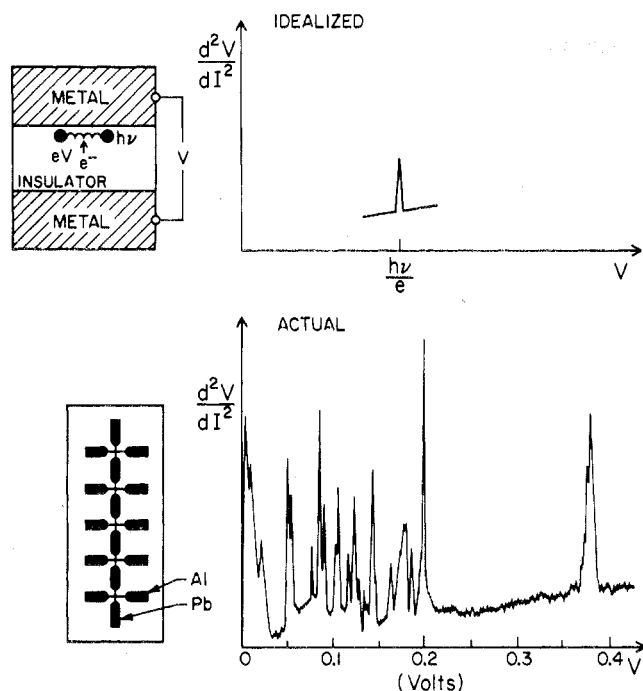 IDEALIZED
d²V
dI²
METAL
hν
eV
e⁻
V
INSULATOR
METAL
hν
e
V
ACTUAL
d²V
dI²
Al
Pb
0
0.1
0.2
0.3
0.4
V
(Volts)